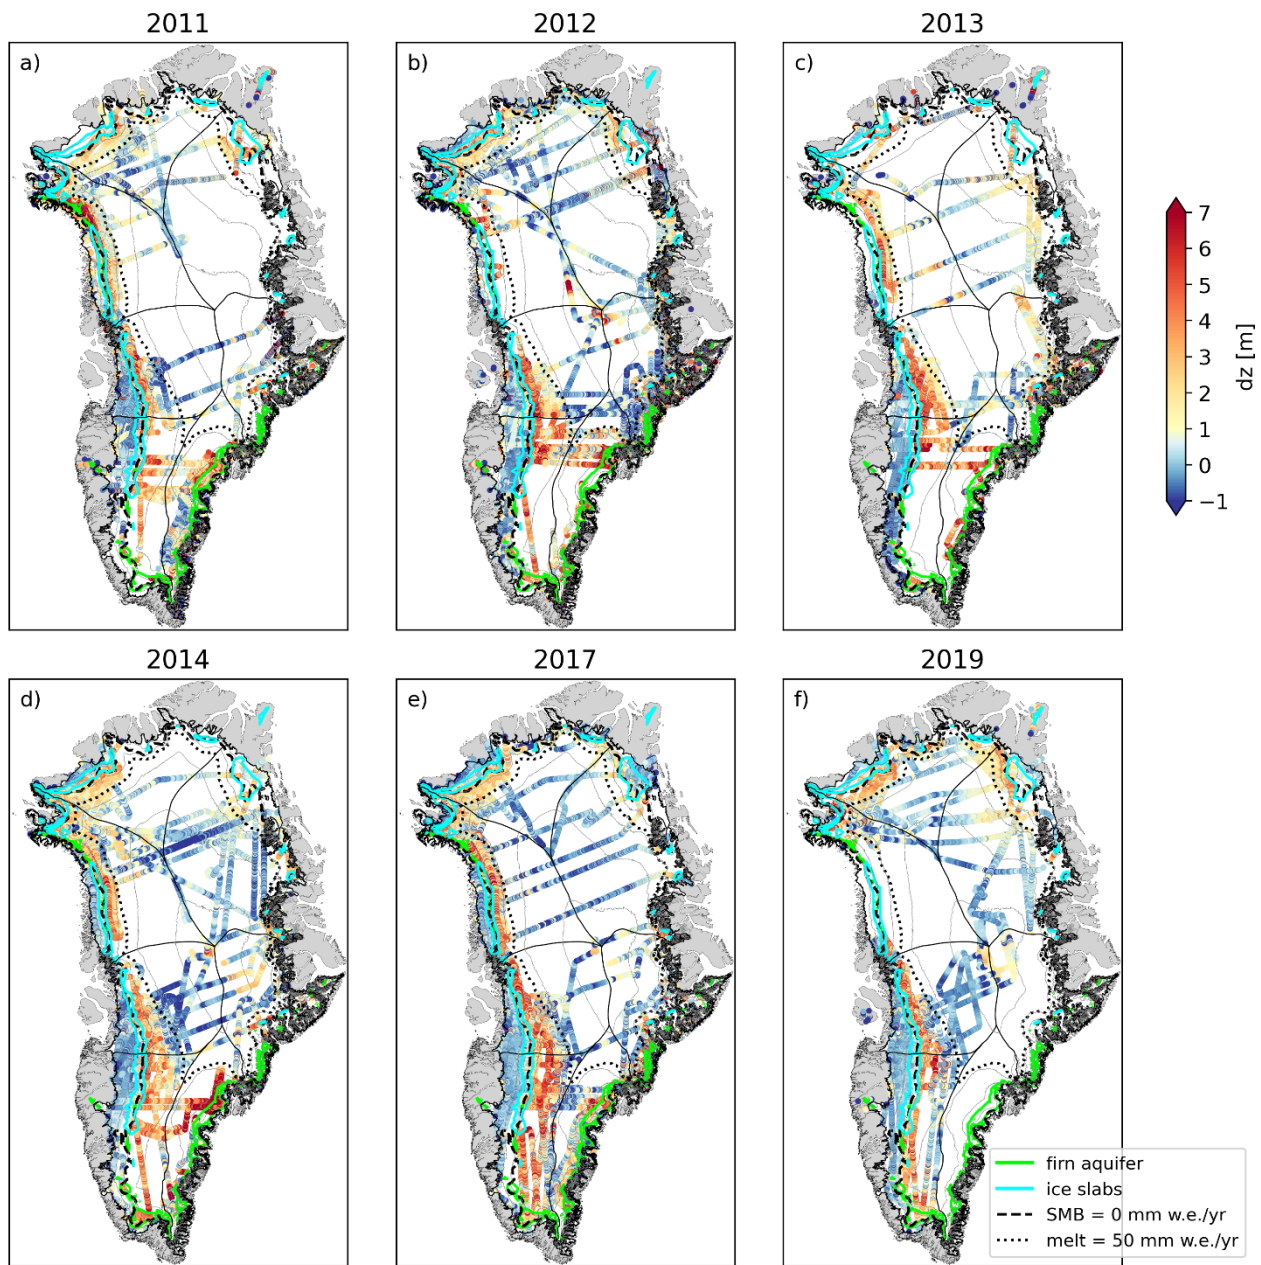 2011
2012
2013
a)
b)
c)
7
6
5
4
3
2
1
0
−1
dz [m]
2014
2017
2019
d)
e)
f)
firn aquifer
ice slabs
SMB = 0 mm w.e./yr
melt = 50 mm w.e./yr